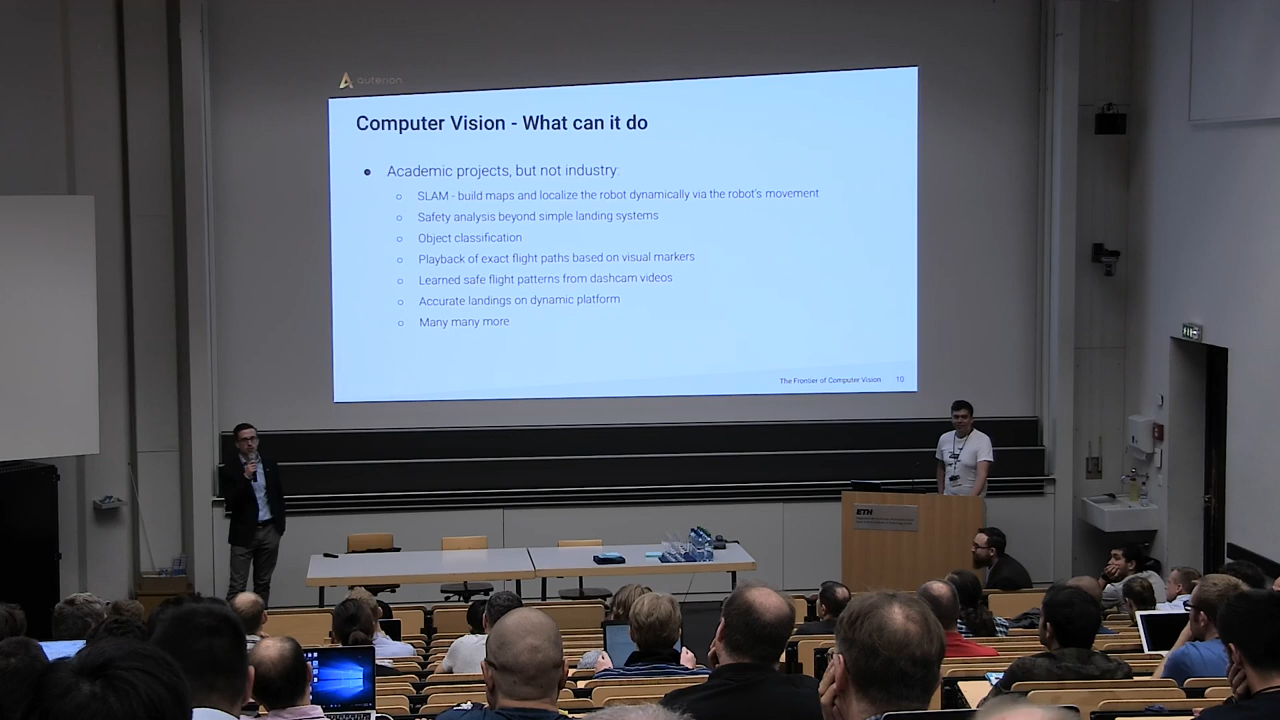 auterion
Computer Vision - What can it do
Academic projects, but not industry:
SLAM - build maps and localize the robot dynamically via the robot's movement
Safety analysis beyond simple landing systems
Object classification
Playback of exact flight paths based on visual markers
Learned safe flight patterns from dashcam videos
Accurate landings on dynamic platform
Many many more
The Frontier of Computer Vision 10
ETH